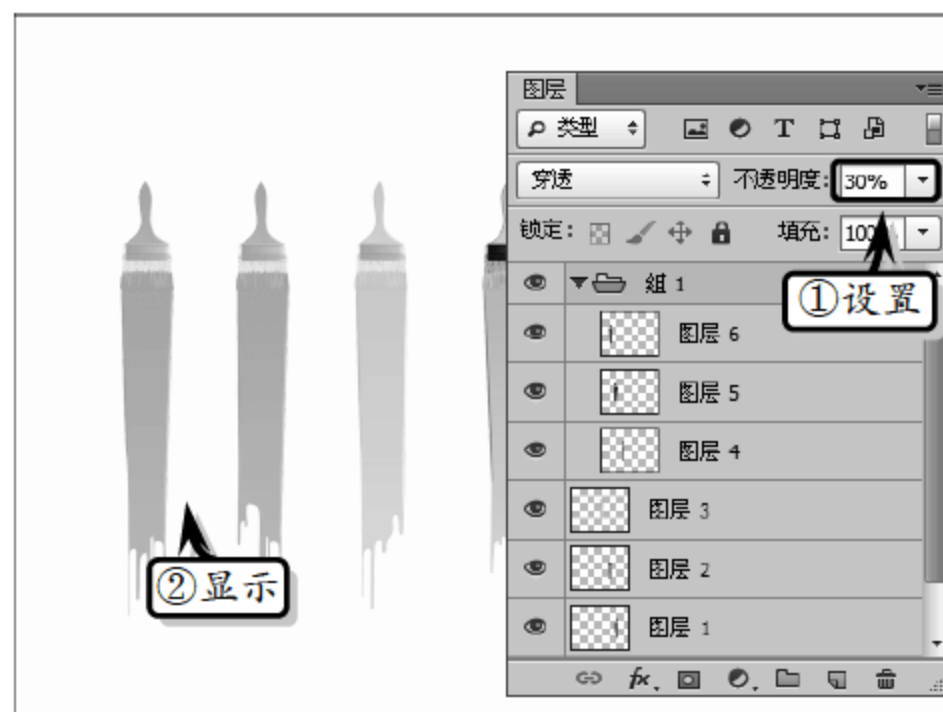 图层
类型
T
穿透 不透明度: 30%
锁定: 填充: 100
组 1
①设置
图层 6
图层 5
图层 4
图层 3
图层 2
②显示
图层 1
fx